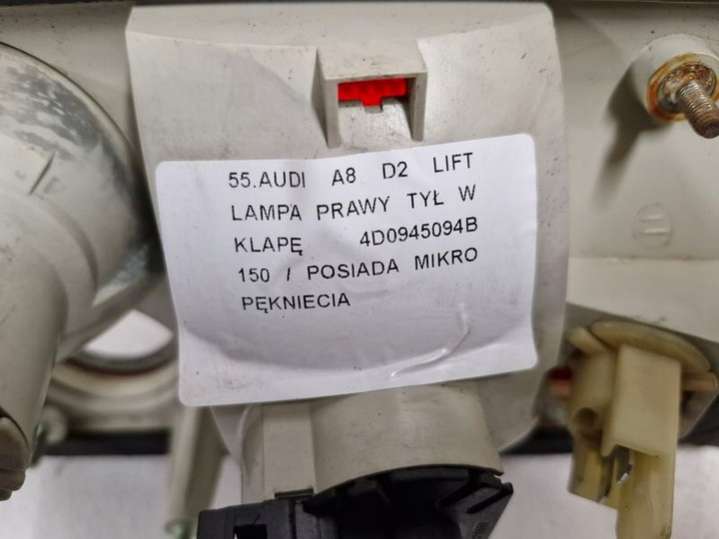 55.AUDI A8 D2 LIFT
LAMPA PRAWY TYŁ W
KLAPĘ 4D0945094B
150 / POSIADA MIKRO
PĘKNIECIA